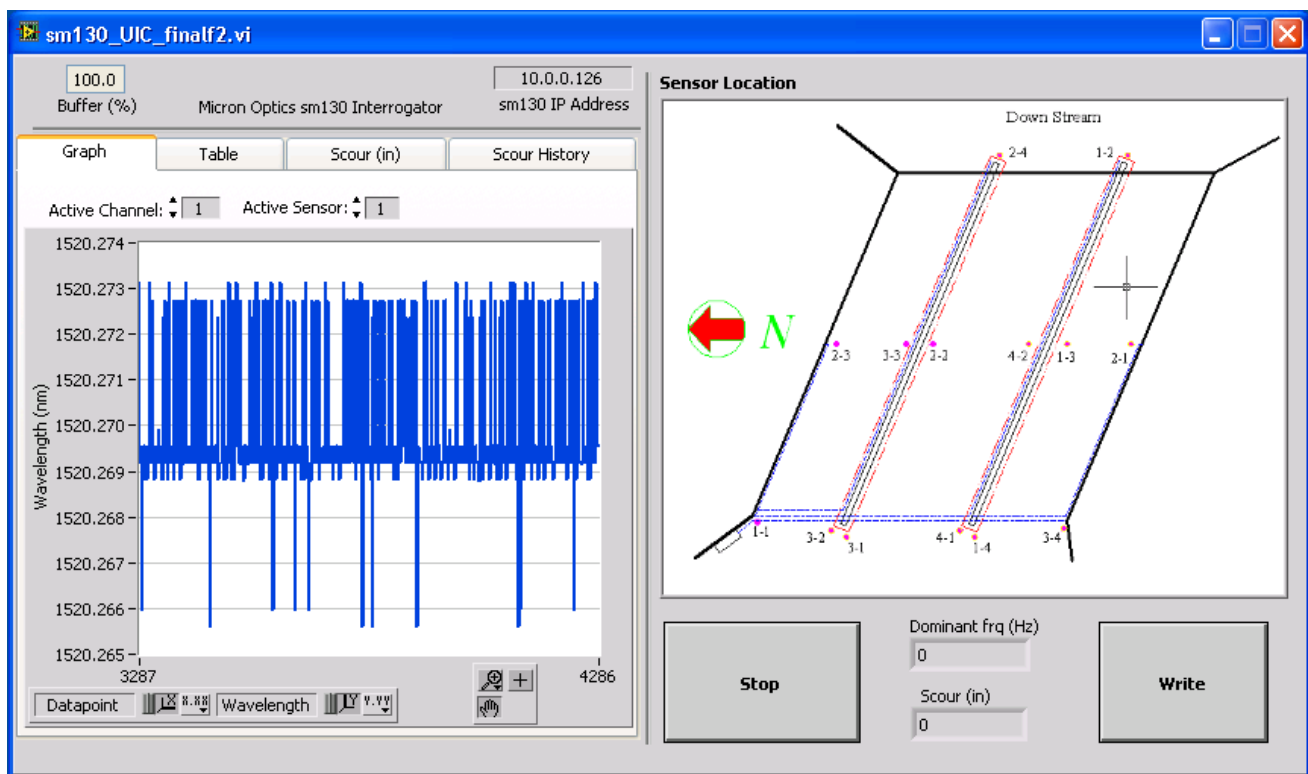 sm130_UIC_finalf2.vi
100.0
Buffer (%)
Micron Optics sm130 Interrogator
10.0.0.126
sm130 IP Address
Graph
Table
Scour (in)
Scour History
Active Channel: 1
Active Sensor: 1
1520.274
1520.273
1520.272
1520.271
1520.270
1520.269
1520.268
1520.267
1520.266
1520.265
Wavelength (nm)
3287
4286
Datapoint
X
X.XX
Wavelength
Y
Y.YY
Sensor Location
Down Stream
2-4
1-2
N
2-3
3-3
2-2
4-2
1-3
2-1
1-1
3-2
3-1
4-1
1-4
3-4
Stop
Dominant frq (Hz)
0
Scour (in)
0
Write